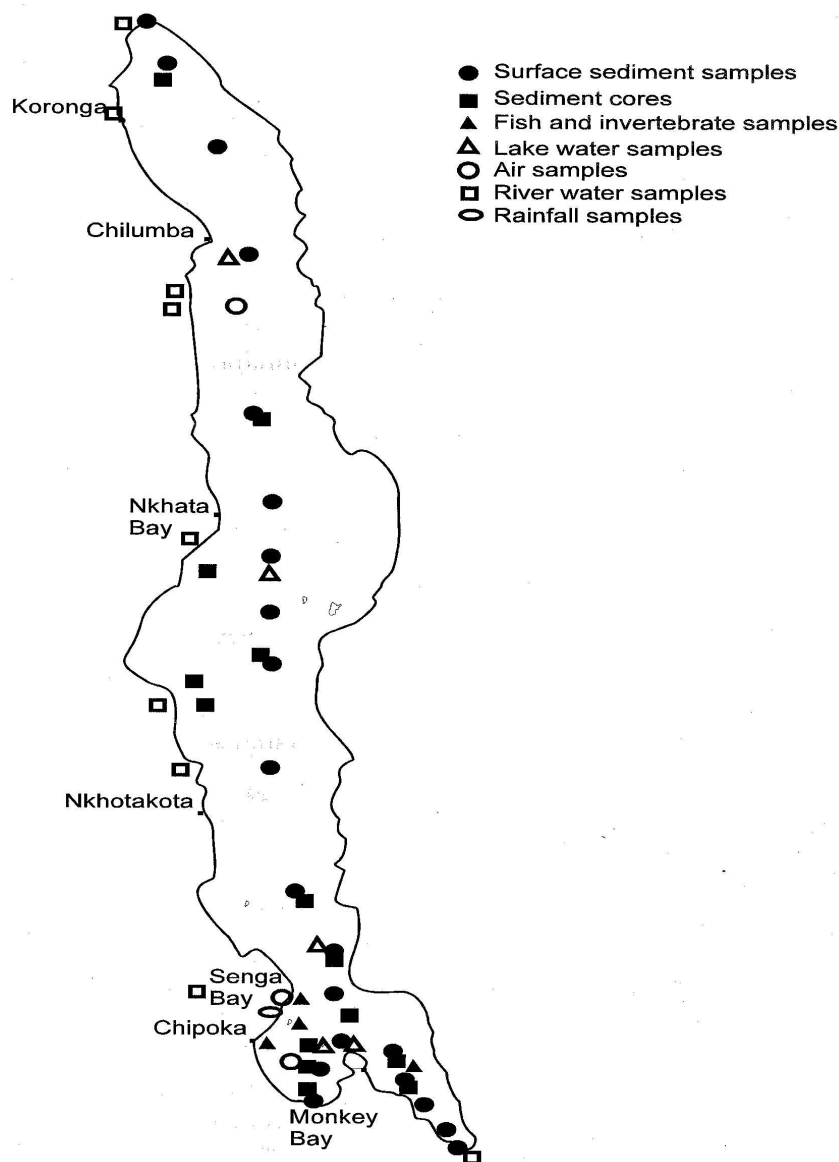 Surface sediment samples
Sediment cores
Fish and invertebrate samples
Lake water samples
Air samples
River water samples
Rainfall samples
Koronga
Chilumba
Nkhata
Bay
Nkhotakota
Senga
Bay
Chipoka
Monkey
Bay